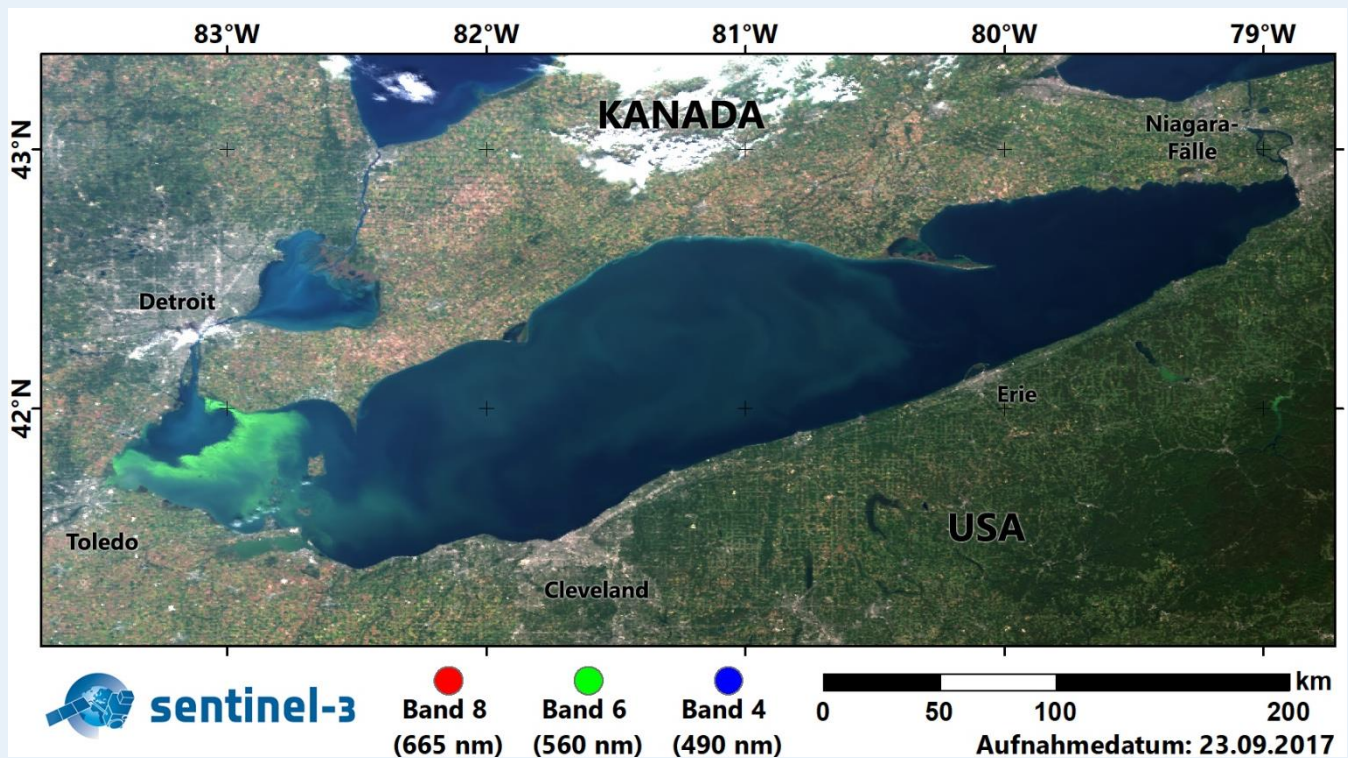 83°W 82°W 81°W 80°W 79°W
43°N
42°N
KANADA
Niagara-
Fälle
Detroit
Erie
Toledo
USA
Cleveland
sentinel-3
Band 8
(665 nm)
Band 6
(560 nm)
Band 4
(490 nm)
km
0 50 100 200
Aufnahmedatum: 23.09.2017